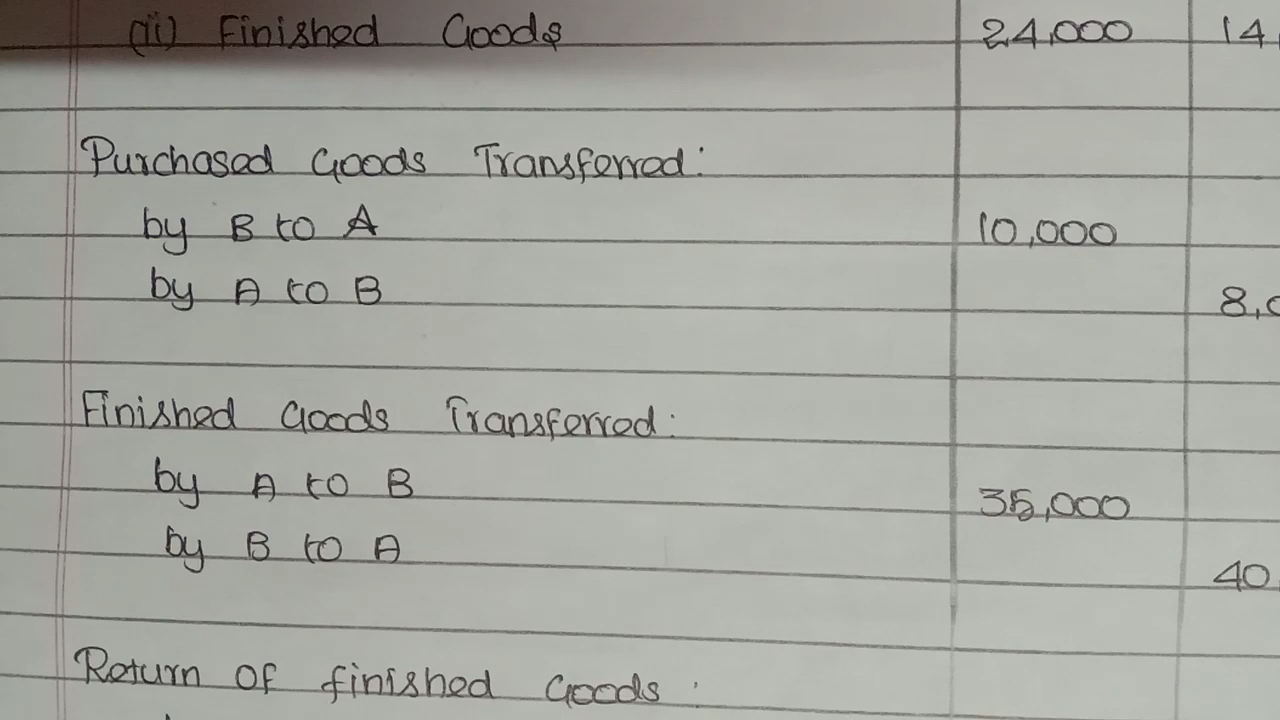 (ii) Finished Goods 24,000 14,
Purchased Goods Transferred:
by B to A 10,000
by A to B 8,0
Finished Goods Transferred:
by A to B 35,000
by B to A 40,
Return of finished Goods: